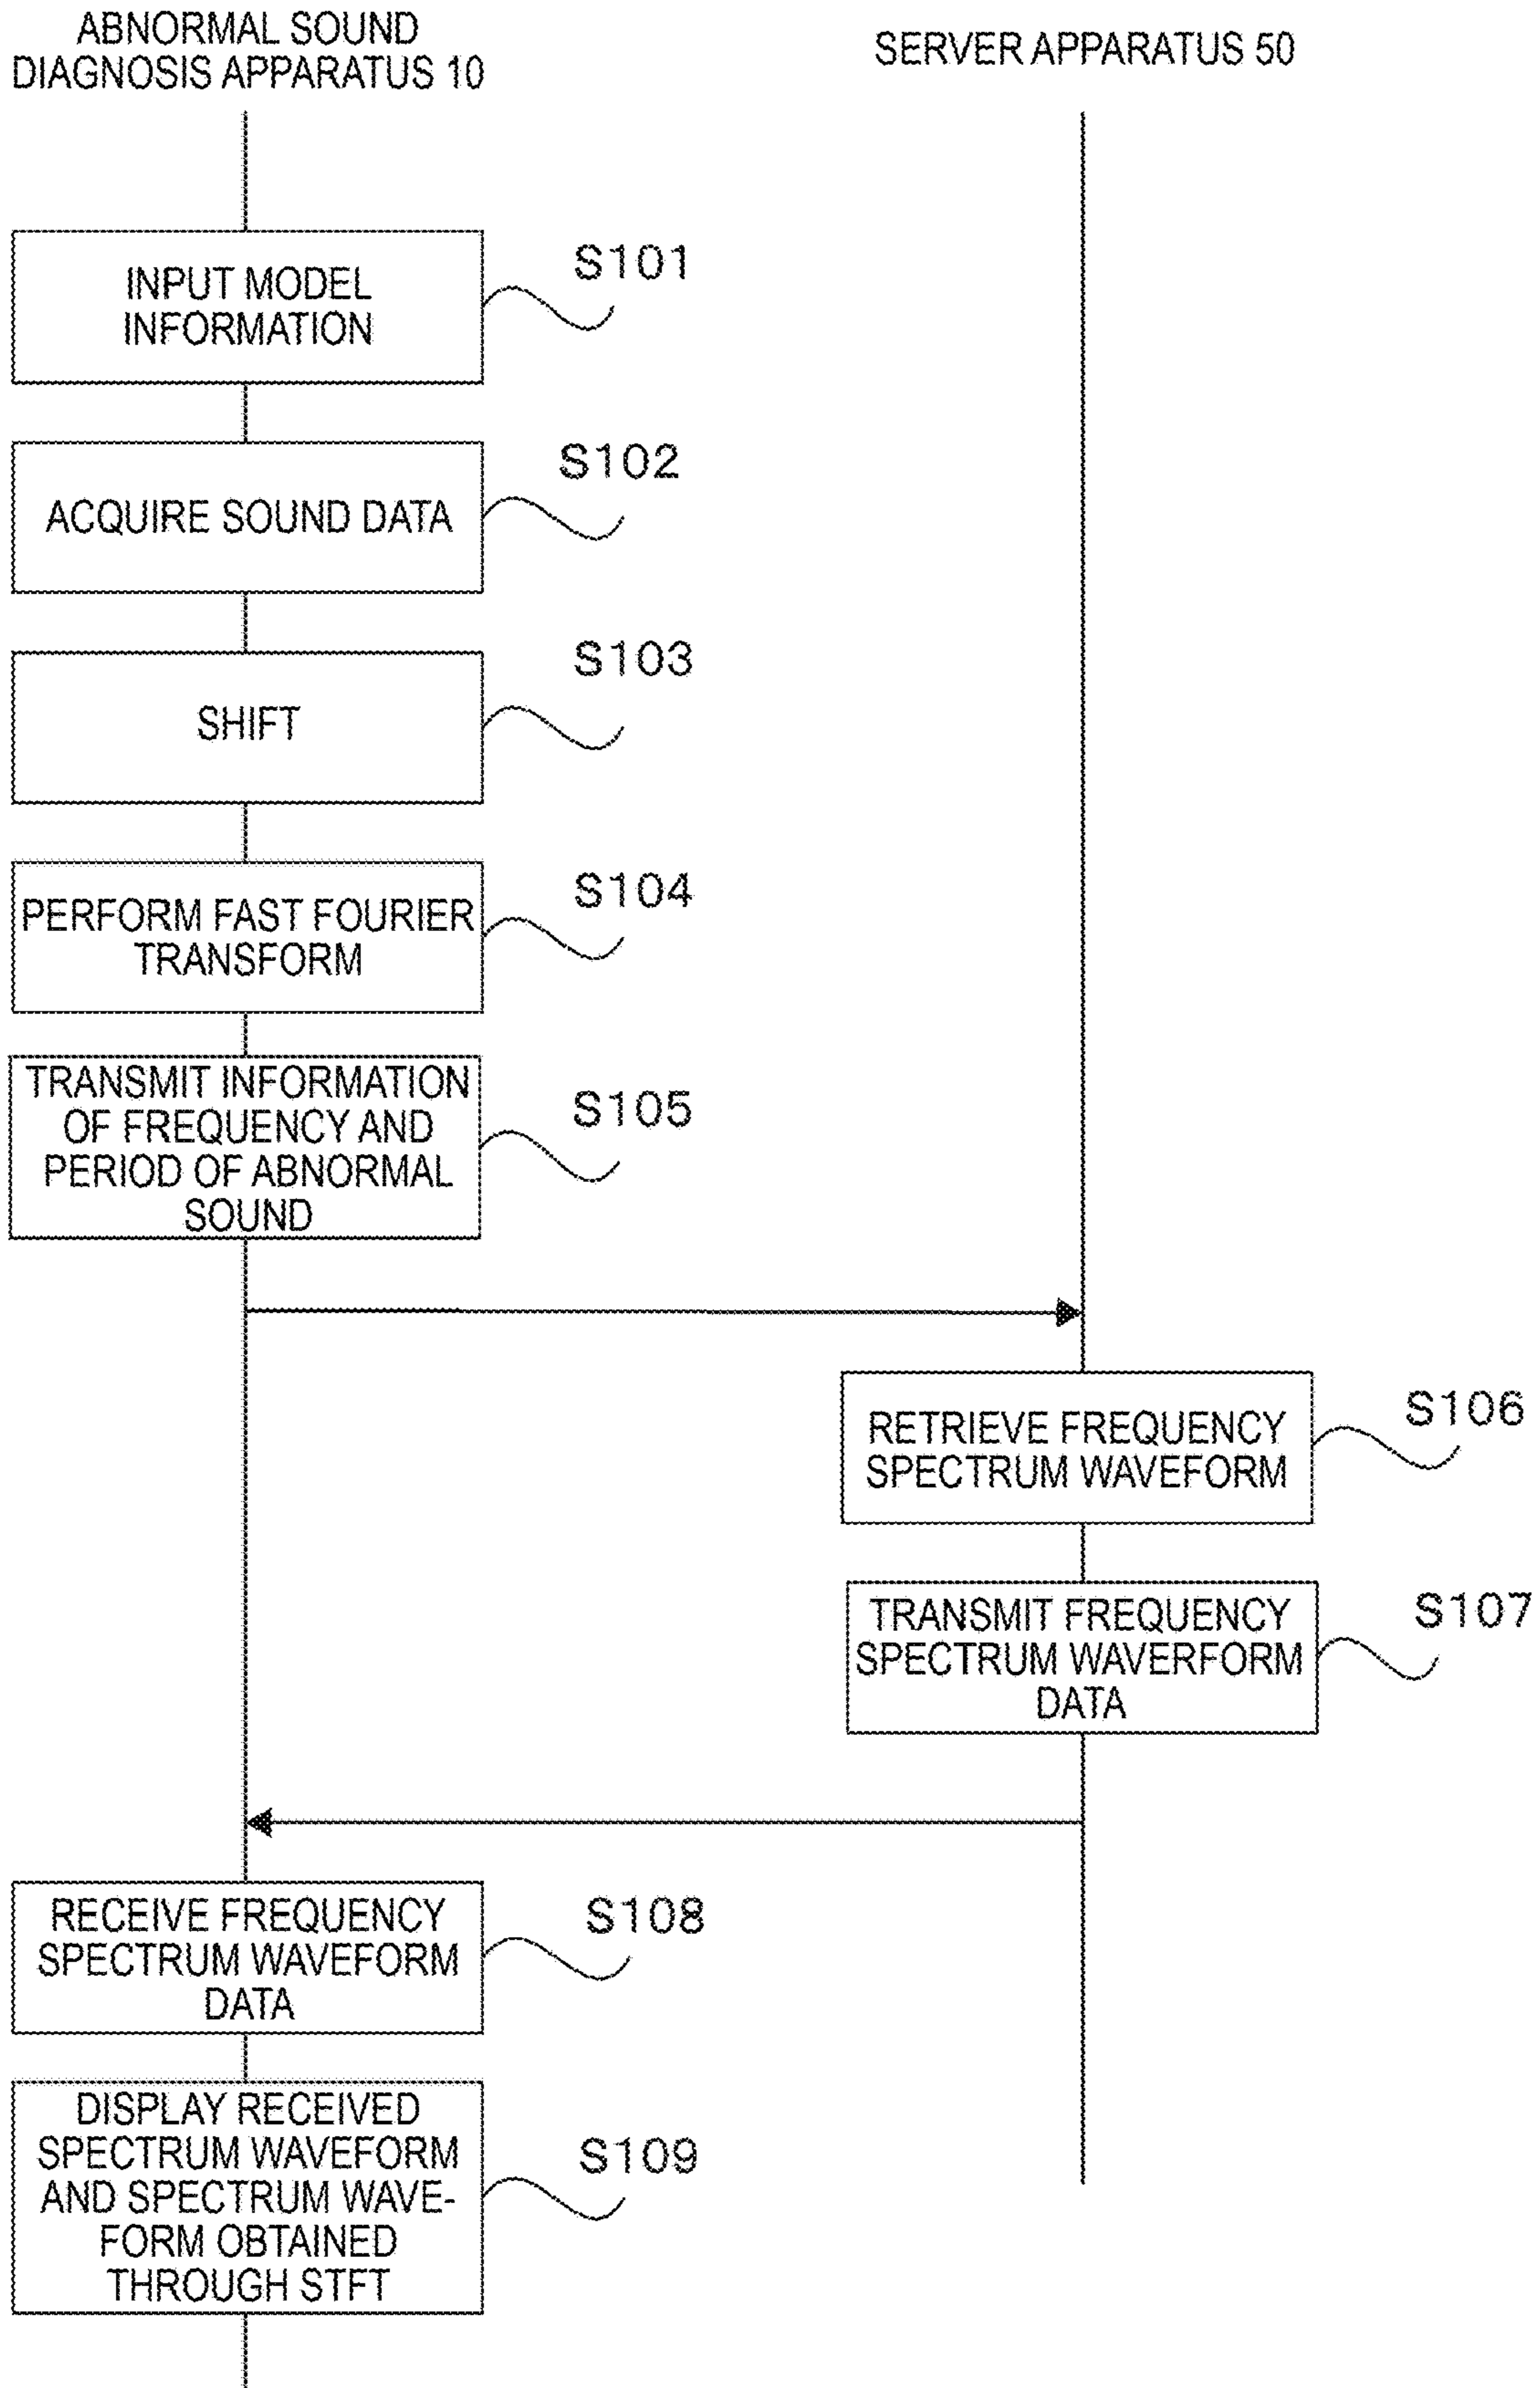 ABNORMAL SOUND
DIAGNOSIS APPARATUS 10
SERVER APPARATUS 50
INPUT MODEL
INFORMATION
S101
ACQUIRE SOUND DATA
S102
SHIFT
S103
PERFORM FAST FOURIER
TRANSFORM
S104
TRANSMIT INFORMATION
OF FREQUENCY AND
PERIOD OF ABNORMAL
SOUND
S105
RETRIEVE FREQUENCY
SPECTRUM WAVEFORM
S106
TRANSMIT FREQUENCY
SPECTRUM WAVERFORM
DATA
S107
RECEIVE FREQUENCY
SPECTRUM WAVEFORM
DATA
S108
DISPLAY RECEIVED
SPECTRUM WAVEFORM
AND SPECTRUM WAVE-
FORM OBTAINED
THROUGH STFT
S109